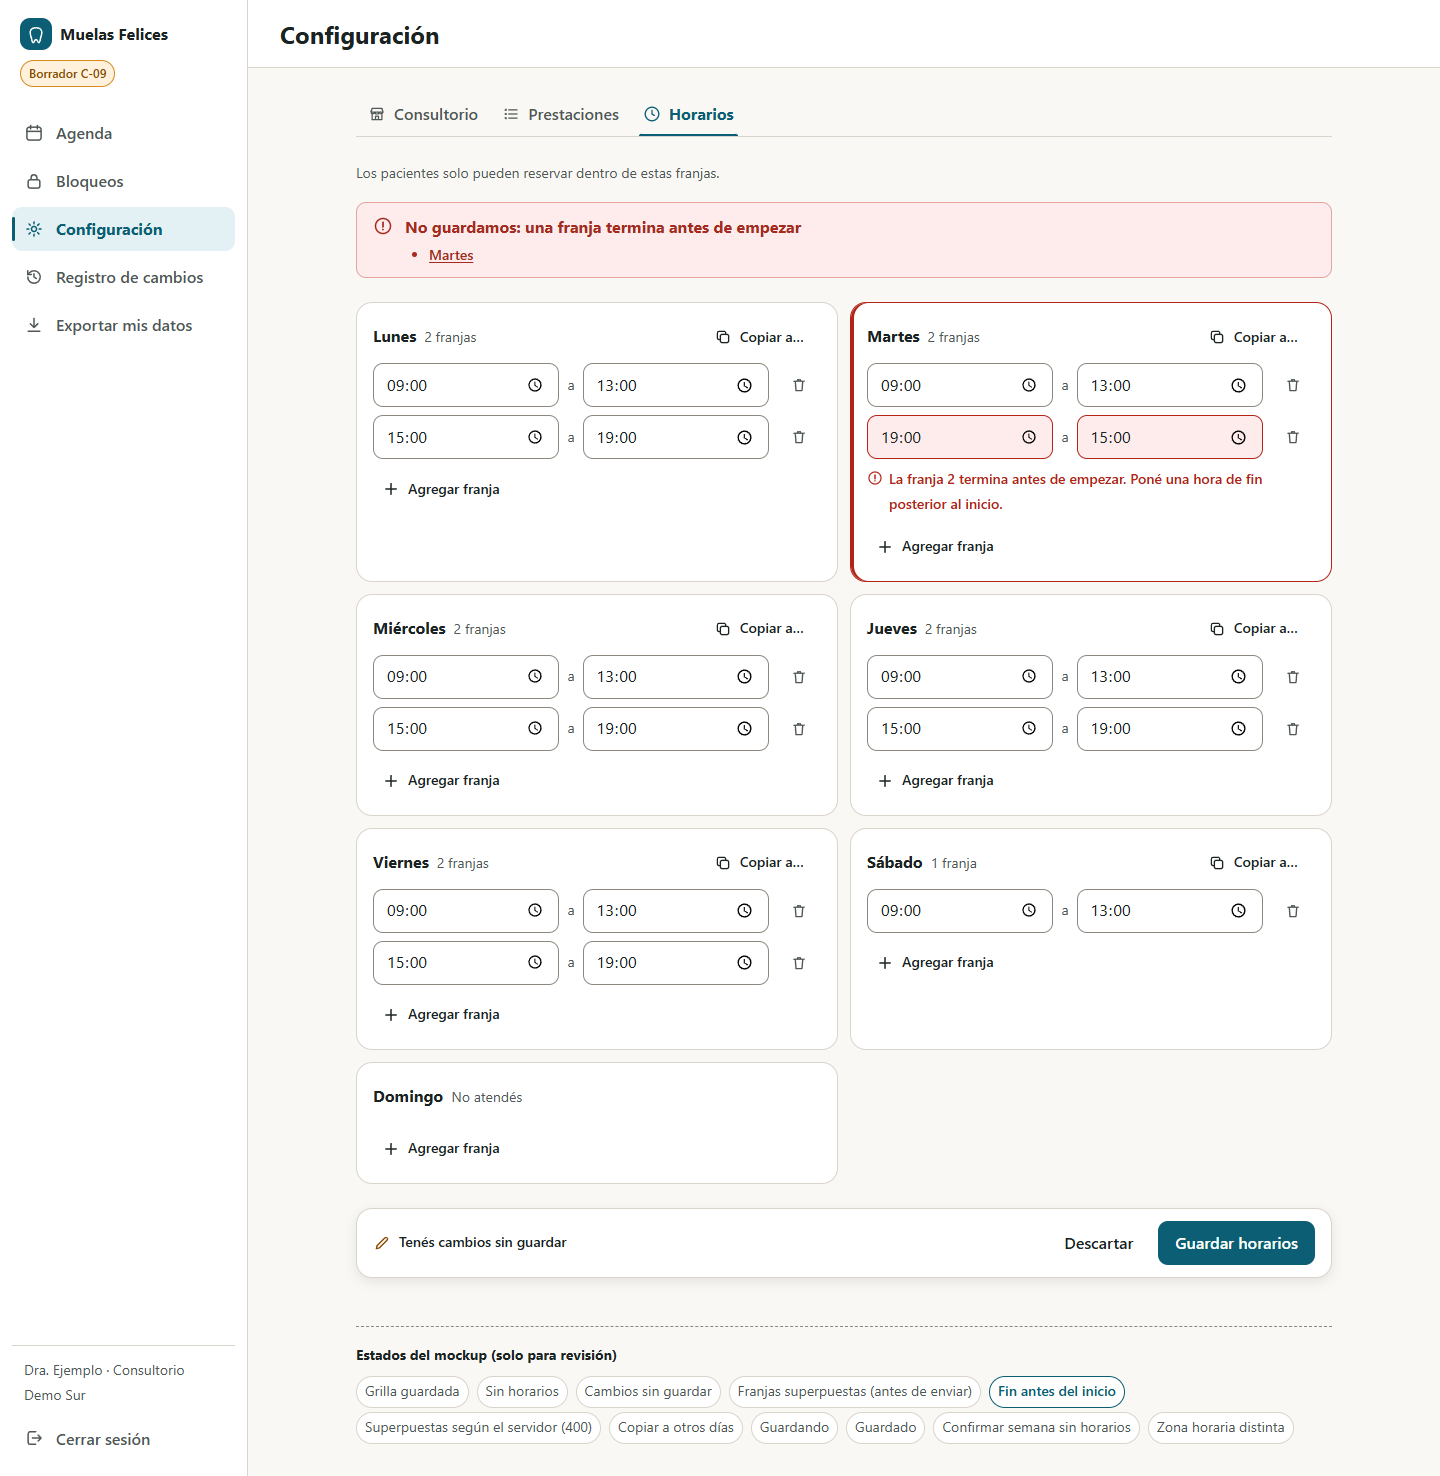 Muelas Felices
Borrador C-09
Agenda
Bloqueos
Configuración
Registro de cambios
Exportar mis datos
Dra. Ejemplo · Consultorio
Demo Sur
Cerrar sesión
Configuración
Consultorio
Prestaciones
Horarios
Los pacientes solo pueden reservar dentro de estas franjas.
No guardamos: una franja termina antes de empezar
• Martes
Lunes 2 franjas Copiar a...
09:00 a 13:00
15:00 a 19:00
Agregar franja
Martes 2 franjas Copiar a...
09:00 a 13:00
19:00 a 15:00
La franja 2 termina antes de empezar. Poné una hora de fin
posterior al inicio.
Agregar franja
Miércoles 2 franjas Copiar a...
09:00 a 13:00
15:00 a 19:00
Agregar franja
Jueves 2 franjas Copiar a...
09:00 a 13:00
15:00 a 19:00
Agregar franja
Viernes 2 franjas Copiar a...
09:00 a 13:00
15:00 a 19:00
Agregar franja
Sábado 1 franja Copiar a...
09:00 a 13:00
Agregar franja
Domingo No atendés
Agregar franja
Tenés cambios sin guardar
Descartar
Guardar horarios
Estados del mockup (solo para revisión)
Grilla guardada Sin horarios Cambios sin guardar Franjas superpuestas (antes de enviar) Fin antes del inicio
Superpuestas según el servidor (400) Copiar a otros días Guardando Guardado Confirmar semana sin horarios Zona horaria distinta